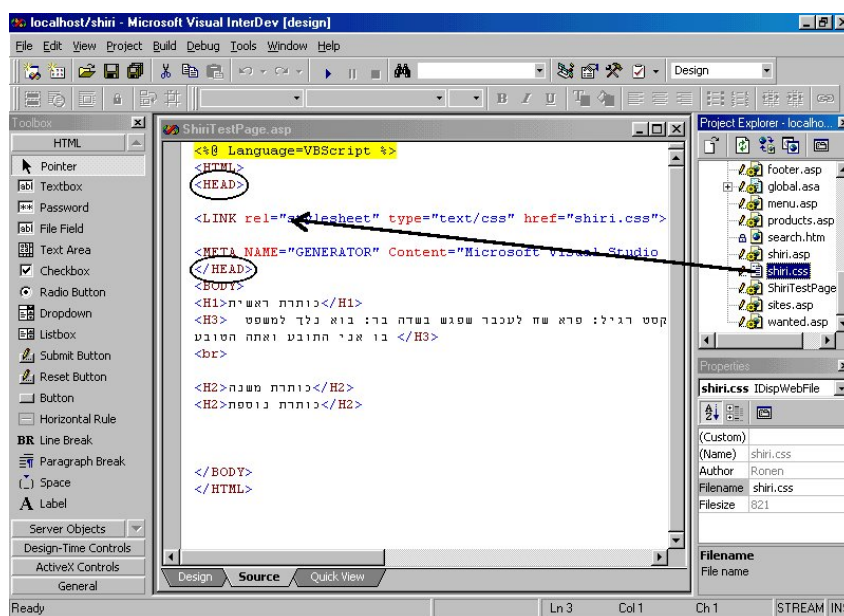 localhost/shiri - Microsoft Visual InterDev [design]
File Edit View Project Build Debug Tools Window Help
Design
B I U
Toolbox
HTML
Pointer
Textbox
Password
File Field
Text Area
Checkbox
Radio Button
Dropdown
Listbox
Submit Button
Reset Button
Button
Horizontal Rule
BR Line Break
Paragraph Break
Space
A Label
Server Objects
Design-Time Controls
ActiveX Controls
General
ShiriTestPage.asp
<%@ Language=VBScript %>
<HTML>
<HEAD>
<LINK rel="stylesheet" type="text/css" href="shiri.css">
<META NAME="GENERATOR" Content="Microsoft Visual Studio
</HEAD>
<BODY>
<H1>כותרת ראשית</H1>
<H3> קסט רגיל: פרא שח לעכבר שפגש בשדה בר: בוא נלך למשפט
בו אני התובע ואתה הטובע </H3>
<br>
<H2>כותרת משנה</H2>
<H2>כותרת נוספת</H2>
</BODY>
</HTML>
Design Source Quick View
Project Explorer - localho...
footer.asp
global.asa
menu.asp
products.asp
search.htm
shiri.asp
shiri.css
ShiriTestPage
sites.asp
wanted.asp
Properties
shiri.css IDispWebFile
(Custom)
(Name) shiri.css
Author Ronen
Filename shiri.css
Filesize 821
Filename
File name
Ready Ln 3 Col 1 Ch 1 STREAM INS